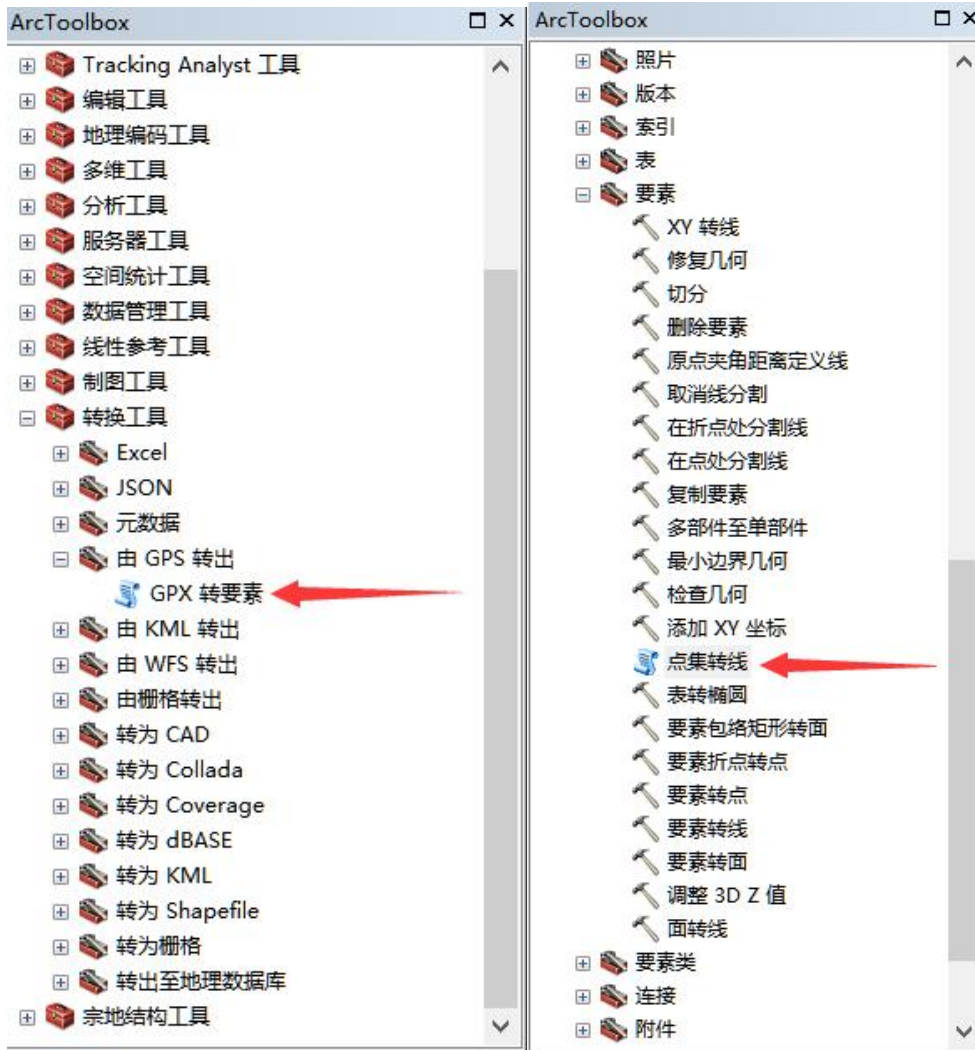 ArcToolbox
Tracking Analyst 工具
编辑工具
地理编码工具
多维工具
分析工具
服务器工具
空间统计工具
数据管理工具
线性参考工具
制图工具
转换工具
Excel
JSON
元数据
由 GPS 转出
GPX 转要素
由 KML 转出
由 WFS 转出
由栅格转出
转为 CAD
转为 Collada
转为 Coverage
转为 dBASE
转为 KML
转为 Shapefile
转为栅格
转出至地理数据库
宗地结构工具
ArcToolbox
照片
版本
索引
表
要素
XY 转线
修复几何
切分
删除要素
原点夹角距离定义线
取消线分割
在折点处分割线
在点处分割线
复制要素
多部件至单部件
最小边界几何
检查几何
添加 XY 坐标
点集转线
表转椭圆
要素包络矩形转面
要素折点转点
要素转点
要素转线
要素转面
调整 3D Z 值
面转线
要素类
连接
附件